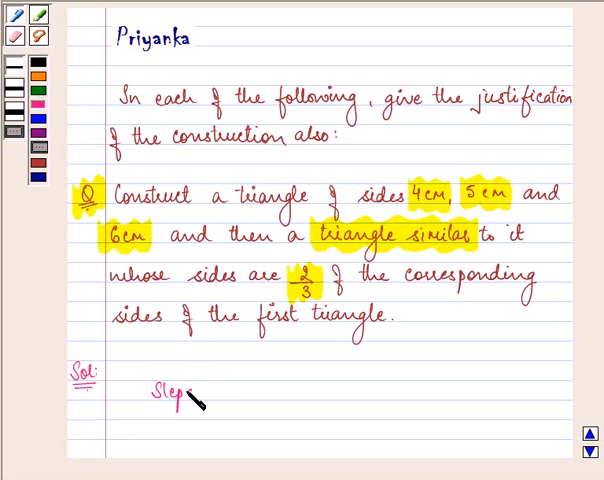 Priyanka
In each of the following, give the justification
of the construction also:
Q Construct a triangle of sides 4cm, 5cm and
6cm and then a triangle similar to it
whose sides are 2/3 of the corresponding
sides of the first triangle.
Sol:
Steps